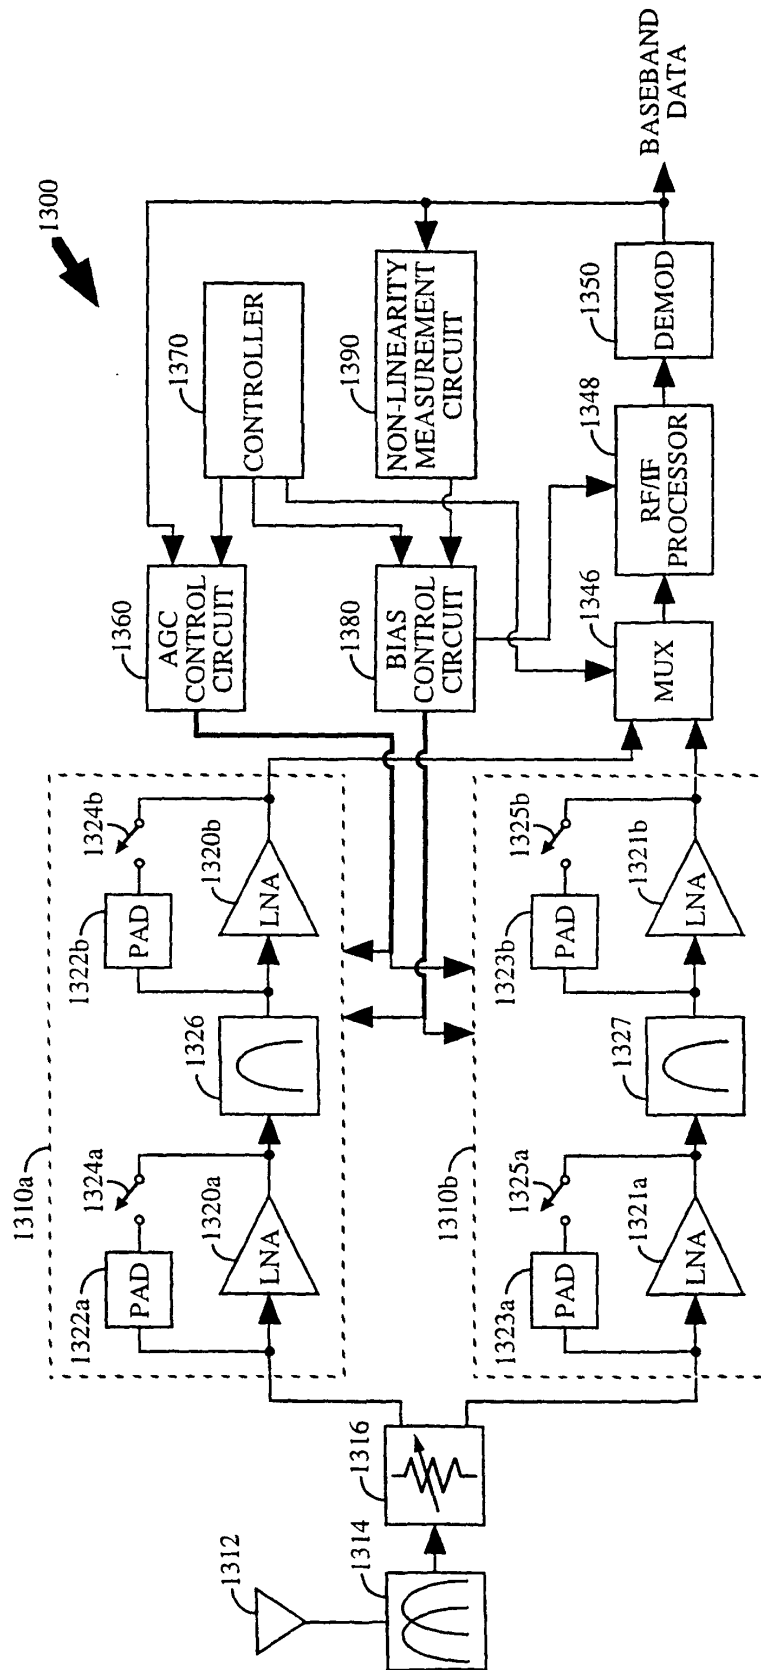 1300
1312
1314
1316
1310a
1322a
PAD
1324a
1320a
LNA
1326
1322b
PAD
1324b
1320b
LNA
1310b
1323a
PAD
1325a
1321a
LNA
1327
1323b
PAD
1325b
1321b
LNA
1360
AGC
CONTROL
CIRCUIT
1370
CONTROLLER
1380
BIAS
CONTROL
CIRCUIT
1390
NON-LINEARITY
MEASUREMENT
CIRCUIT
1346
MUX
1348
RF/IF
PROCESSOR
1350
DEMOD
BASEBAND
DATA